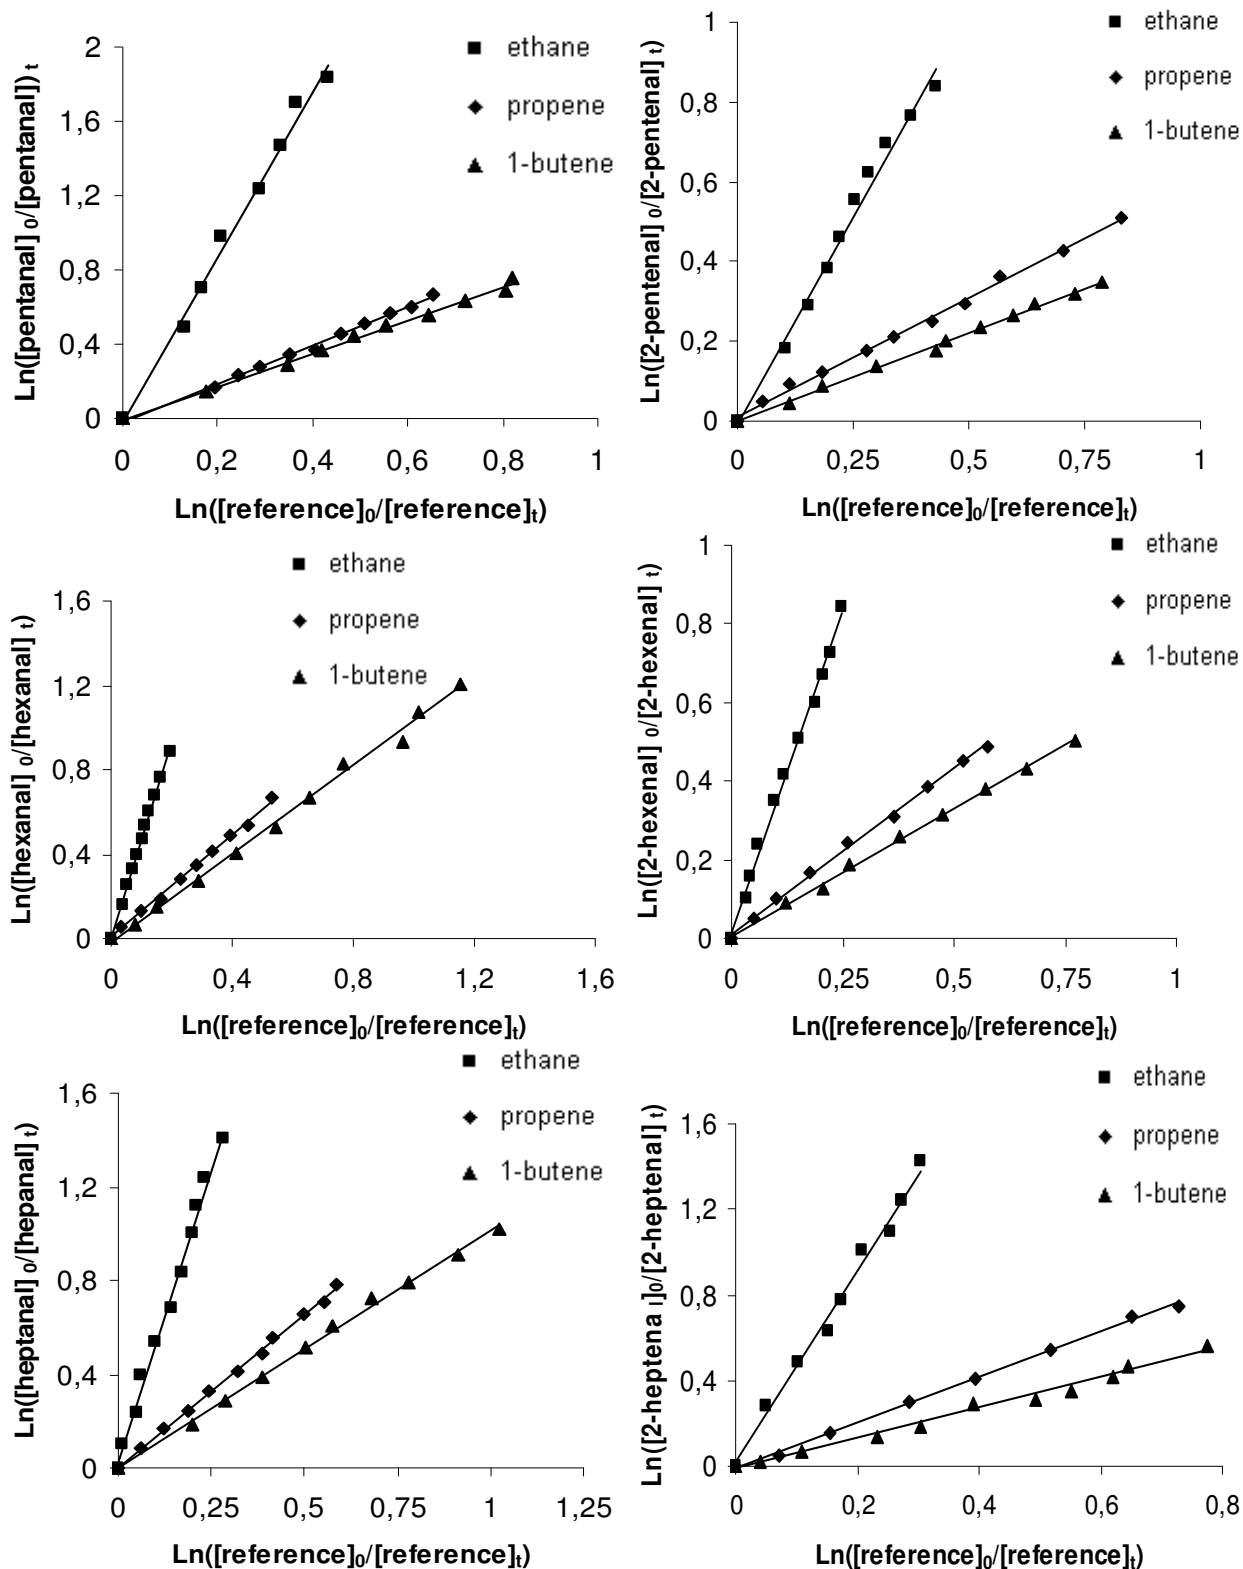 Ln([pentanal] 0/[pentanal]) t
2
1,6
1,2
0,8
0,4
0
0 0,2 0,4 0,6 0,8 1
Ln([reference]0/[reference]t)
ethane
propene
1-butene
Ln([2-pentenal] 0/[2-pentenal] t)
1
0,8
0,6
0,4
0,2
0
0 0,25 0,5 0,75 1
Ln([reference]0/[reference]t)
ethane
propene
1-butene
Ln([hexanal] 0/[hexanal] t)
1,6
1,2
0,8
0,4
0
0 0,4 0,8 1,2 1,6
Ln([reference]0/[reference]t)
ethane
propene
1-butene
Ln([2-hexenal] 0/[2-hexenal] t)
1
0,8
0,6
0,4
0,2
0
0 0,25 0,5 0,75 1
Ln([reference]0/[reference]t)
ethane
propene
1-butene
Ln([heptanal] 0/[hepanal] t)
1,6
1,2
0,8
0,4
0
0 0,25 0,5 0,75 1 1,25
Ln([reference]0/[reference]t)
ethane
propene
1-butene
Ln([2-heptena l]0/[2-heptenal] t)
1,6
1,2
0,8
0,4
0
0 0,2 0,4 0,6 0,8
Ln([reference]0/[reference]t)
ethane
propene
1-butene